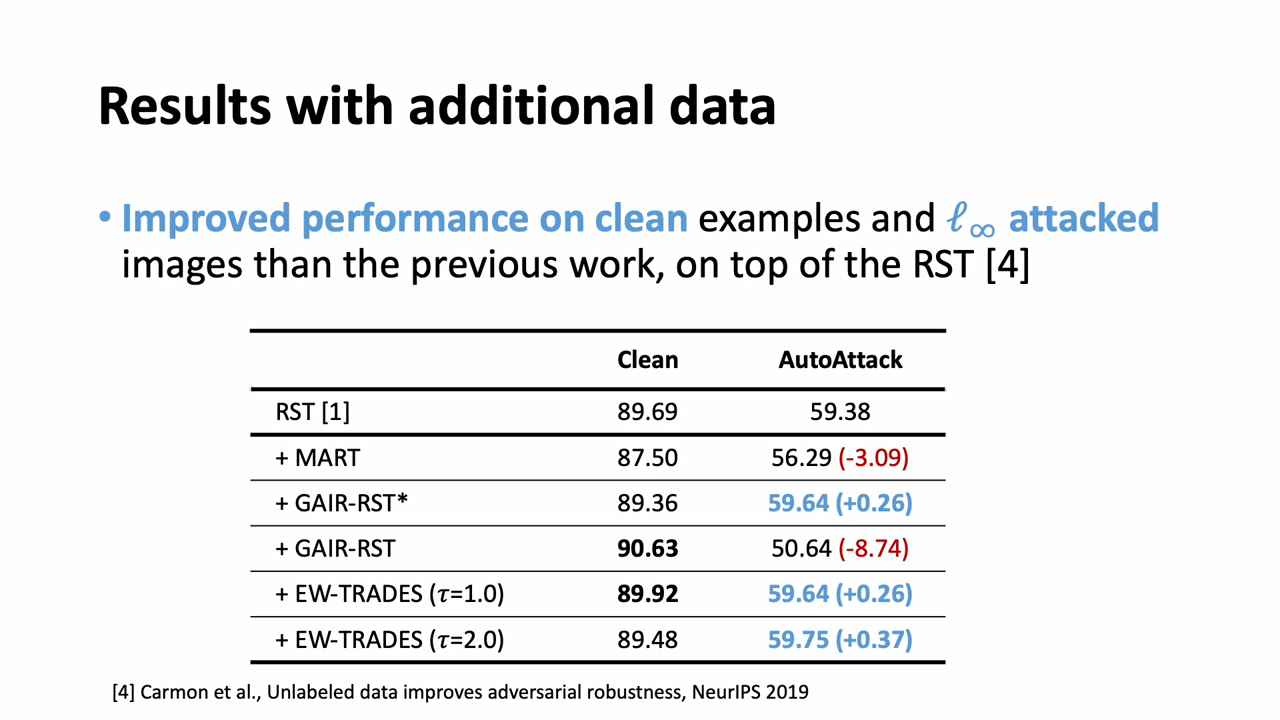 Results with additional data
• Improved performance on clean examples and ℓ∞ attacked
images than the previous work, on top of the RST [4]
Clean AutoAttack
RST [1] 89.69 59.38
+ MART 87.50 56.29 (-3.09)
+ GAIR-RST* 89.36 59.64 (+0.26)
+ GAIR-RST 90.63 50.64 (-8.74)
+ EW-TRADES (τ=1.0) 89.92 59.64 (+0.26)
+ EW-TRADES (τ=2.0) 89.48 59.75 (+0.37)
[4] Carmon et al., Unlabeled data improves adversarial robustness, NeurIPS 2019